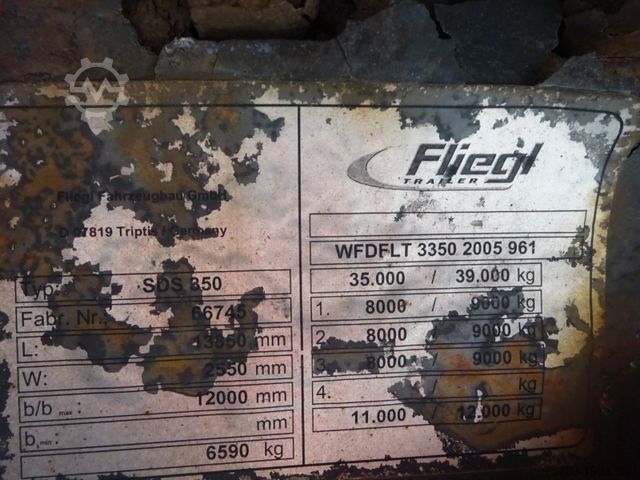 Fliegl Fahrzeugbau GmbH
D 07819 Triptis / Germany
Typ: SDS 350
Fabr. Nr.: 66745
L: 13850 mm
W: 2550 mm
b/b max: 12000 mm
b min: mm
6590 kg
Fliegl
TRAILER
WFDFLT 3350 2005 961
35.000 / 39.000 kg
1. 8000 / 9000 kg
2. 8000 9000 kg
3. 8000 / 9000 kg
4. / kg
11.000 / 12.000 kg